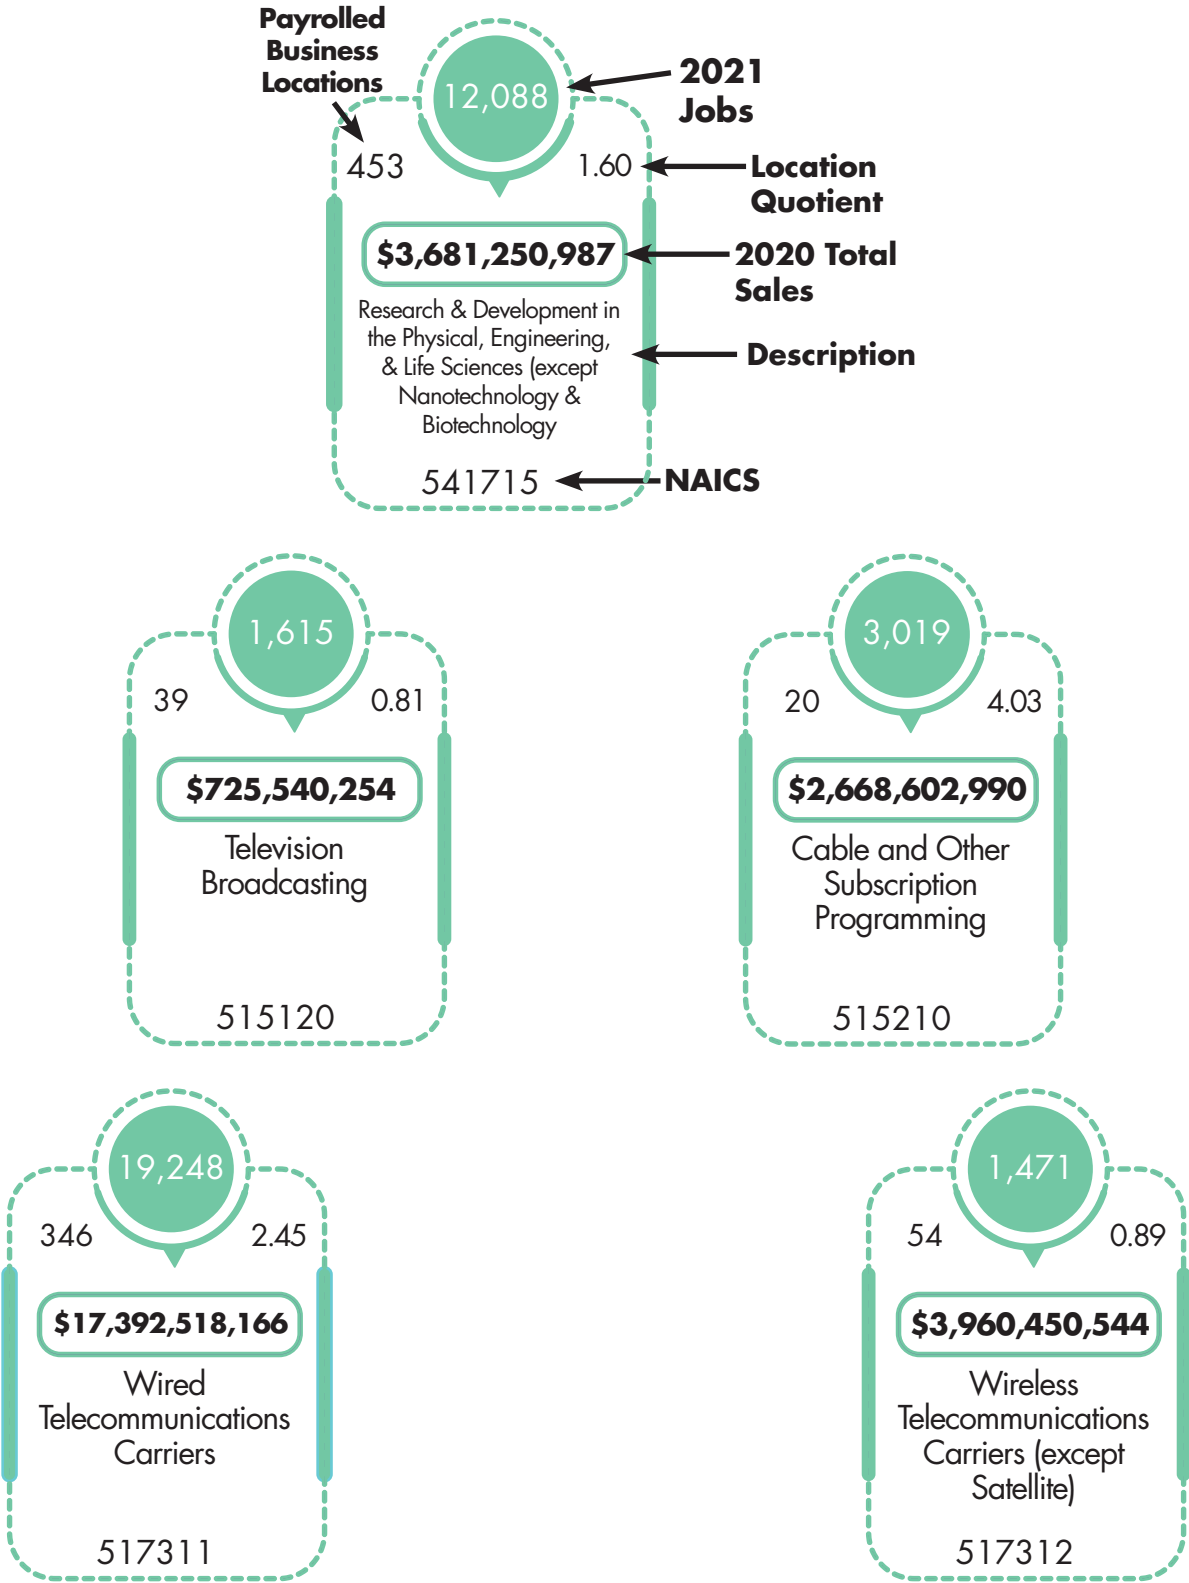 Payrolled
Business
Locations
12,088
2021
Jobs
453
1.60
Location
Quotient
$3,681,250,987
2020 Total
Sales
Research & Development in
the Physical, Engineering,
& Life Sciences (except
Nanotechnology &
Biotechnology
Description
541715
NAICS
1,615
39
0.81
$725,540,254
Television
Broadcasting
515120
3,019
20
4.03
$2,668,602,990
Cable and Other
Subscription
Programming
515210
19,248
346
2.45
$17,392,518,166
Wired
Telecommunications
Carriers
517311
1,471
54
0.89
$3,960,450,544
Wireless
Telecommunications
Carriers (except
Satellite)
517312